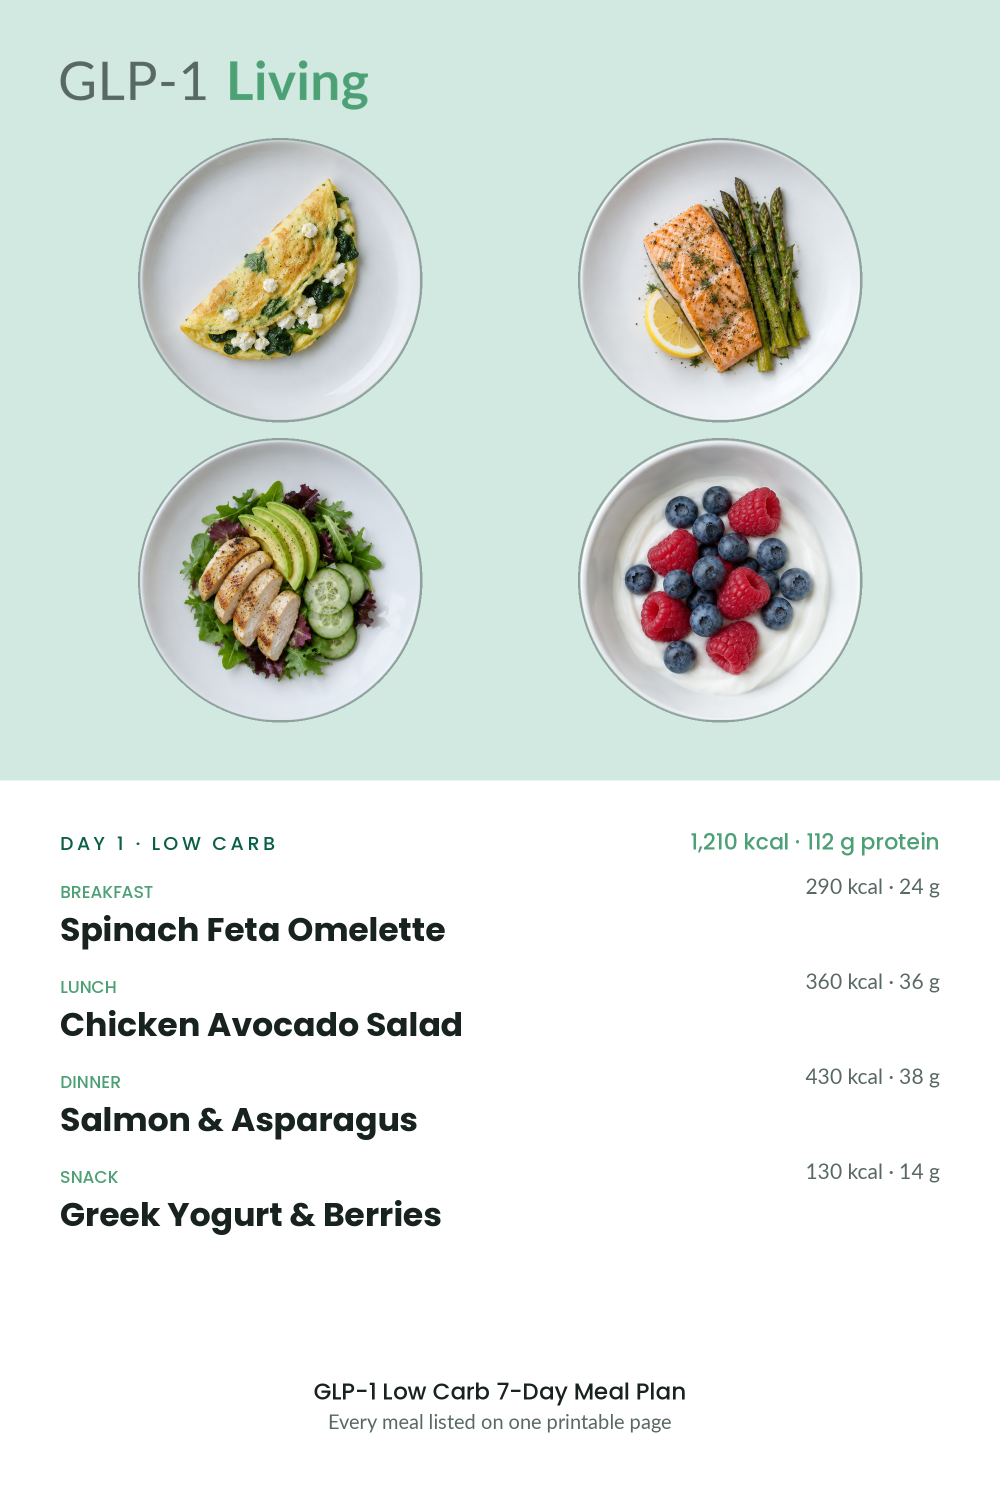 GLP-1 Living
DAY 1 · LOW CARB
1,210 kcal · 112 g protein
BREAKFAST
290 kcal · 24 g
Spinach Feta Omelette
LUNCH
360 kcal · 36 g
Chicken Avocado Salad
DINNER
430 kcal · 38 g
Salmon & Asparagus
SNACK
130 kcal · 14 g
Greek Yogurt & Berries
GLP-1 Low Carb 7-Day Meal Plan
Every meal listed on one printable page